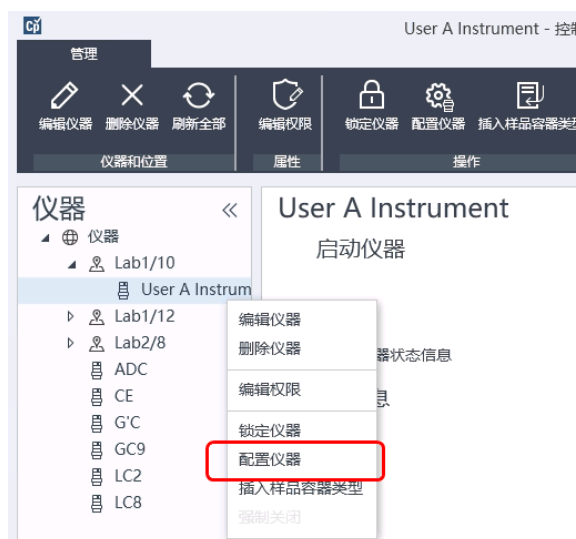 User A Instrument - 控制
管理
编辑仪器 删除仪器 刷新全部 编辑权限 锁定仪器 配置仪器 插入样品容器类型
仪器和位置 属性 操作
仪器 «
User A Instrument
仪器
启动仪器
Lab1/10
User A Instrum
Lab1/12
Lab2/8
ADC
CE
G'C
GC9
LC2
LC8
编辑仪器
删除仪器
编辑权限
锁定仪器
配置仪器
插入样品容器类型
强制关闭
器状态信息
息